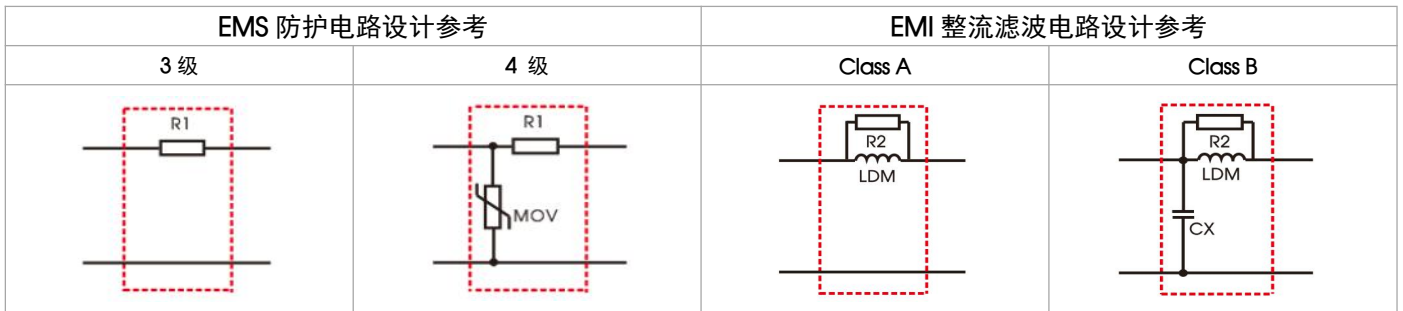 EMS 防护电路设计参考
EMI 整流滤波电路设计参考
3 级
4 级
Class A
Class B
R1
R1
MOV
R2
LDM
R2
LDM
CX